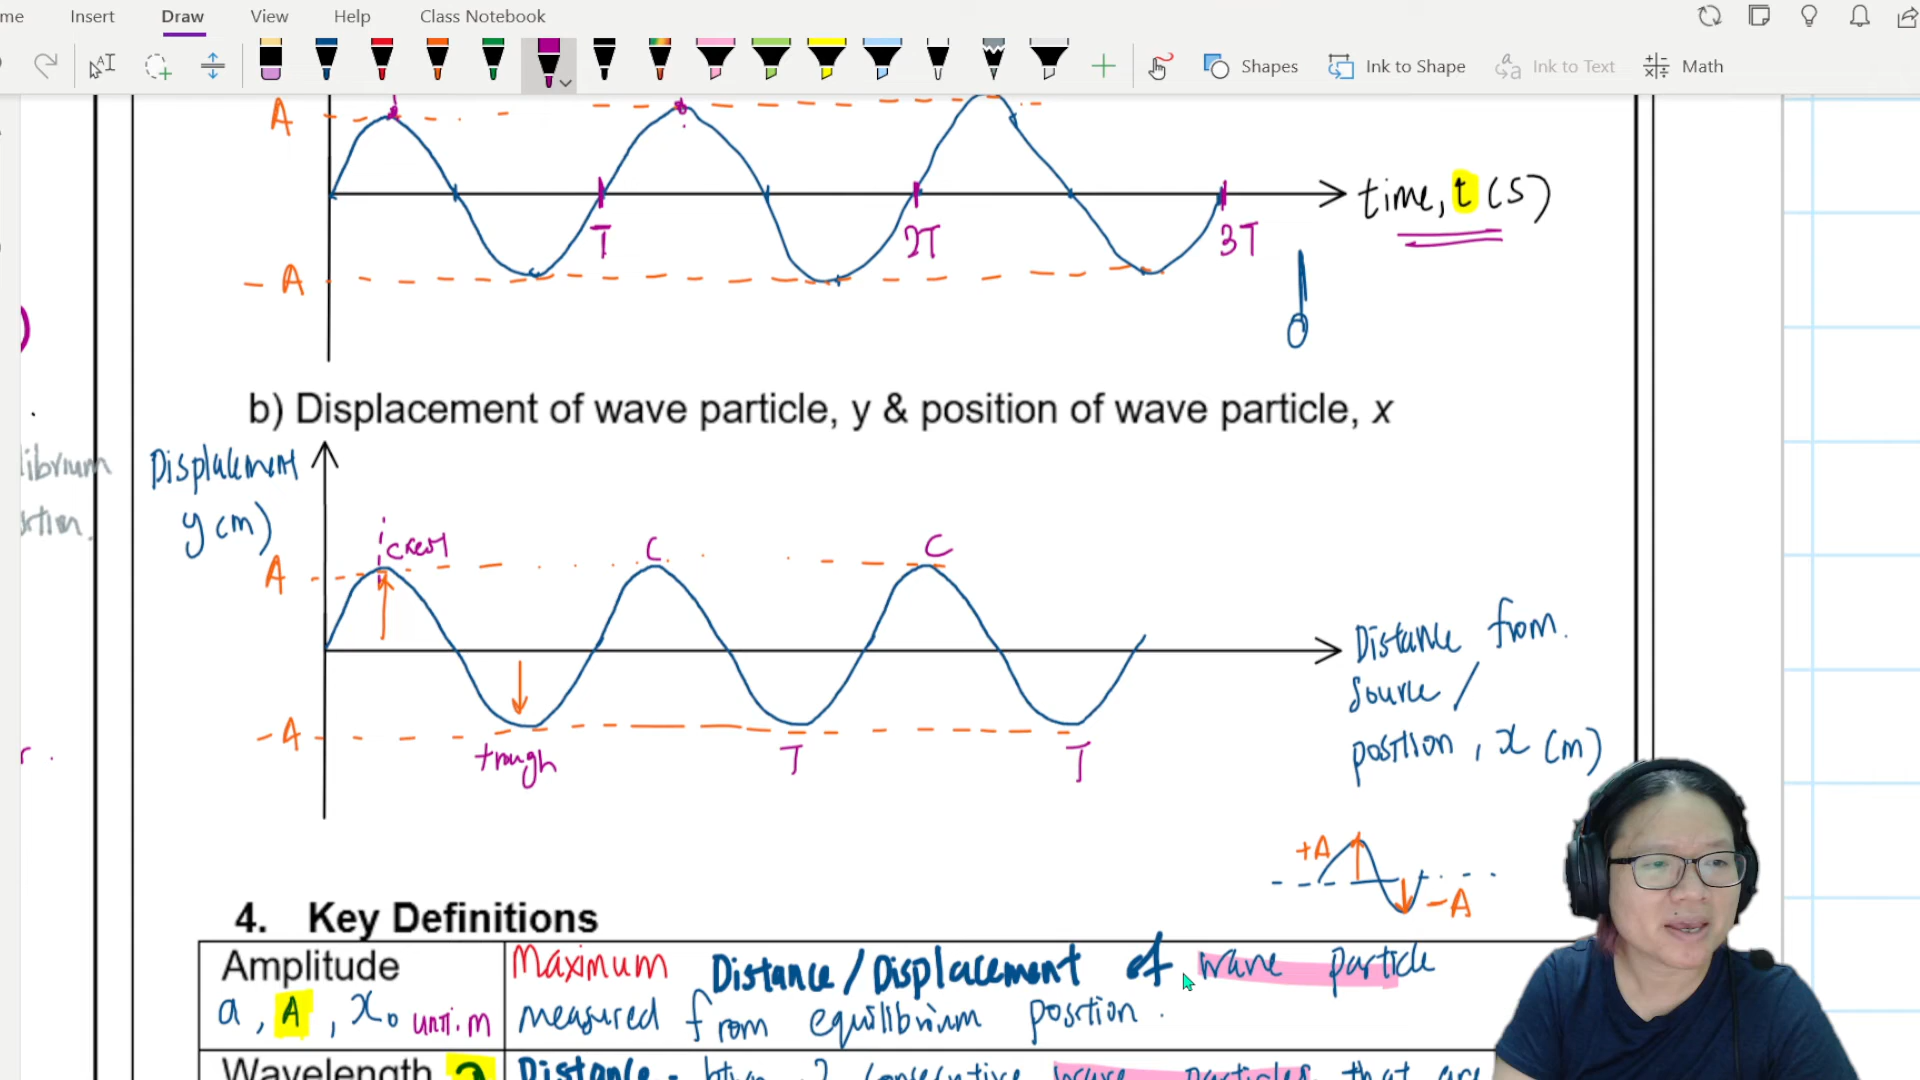 Insert Draw View Help Class Notebook
Shapes Ink to Shape Ink to Text Math
A
time, t (s)
T 2T 3T
- A
b) Displacement of wave particle, y & position of wave particle, x
Displacement
y (m)
crest C C
A
Distance from
source /
position, x (m)
-A
trough T T
+A
-A
4. Key Definitions
Amplitude Maximum Distance/Displacement of wave particle
a, A, x₀ unit: m measured from equilibrium position.
Wavelength Distance